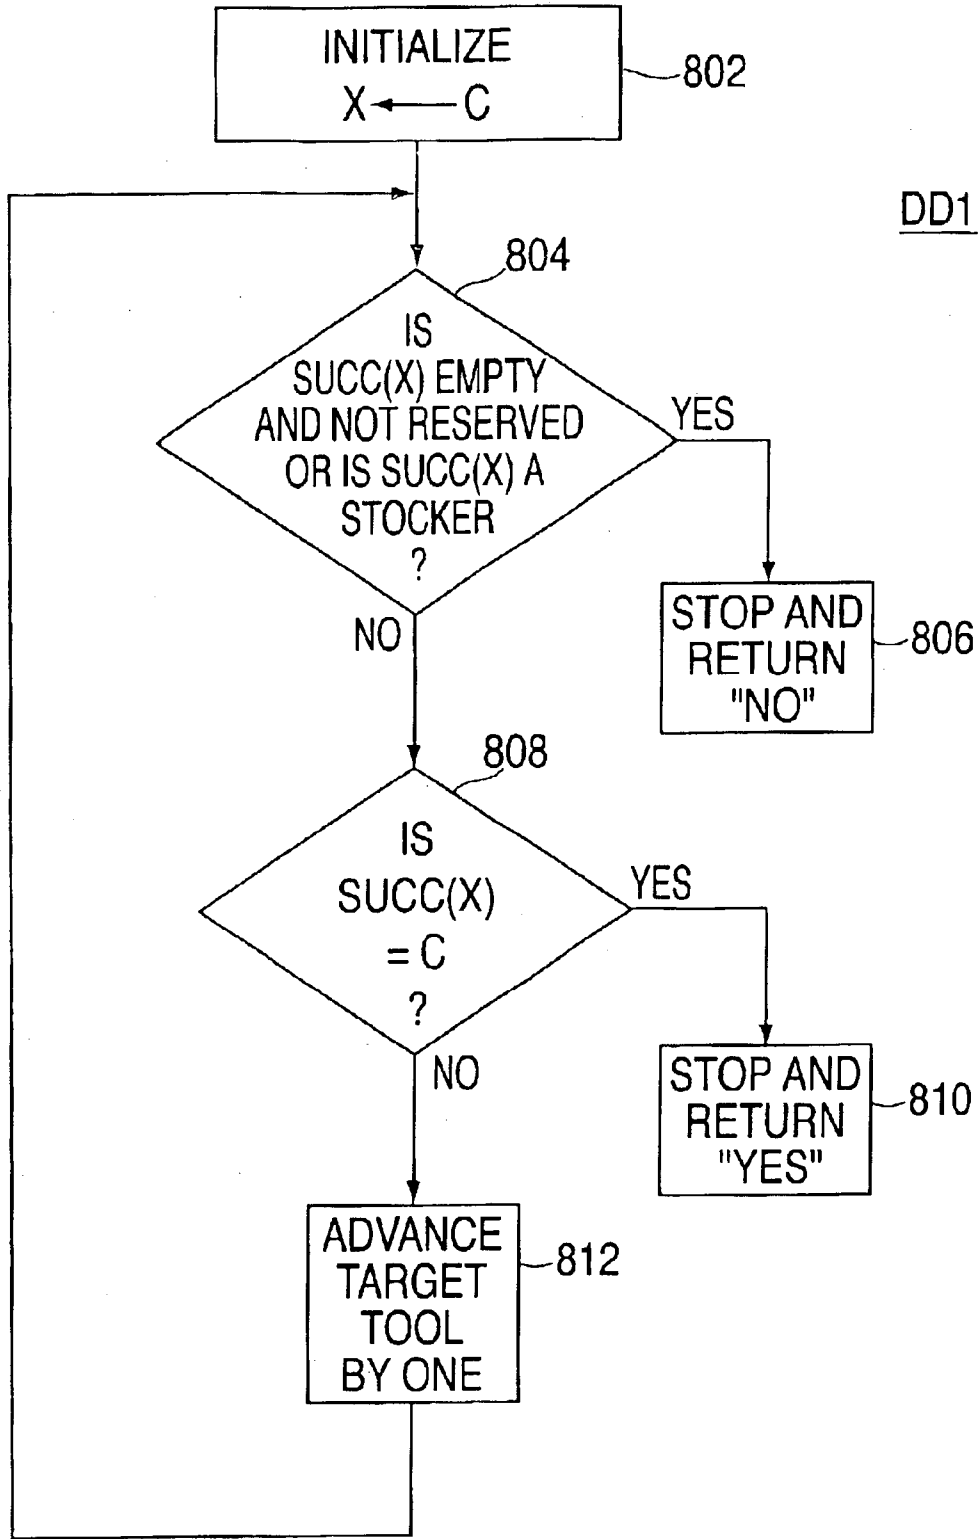 INITIALIZE
X ← C
802
DD1
804
IS
SUCC(X) EMPTY
AND NOT RESERVED
OR IS SUCC(X) A
STOCKER
?
YES
NO
STOP AND
RETURN
"NO"
806
808
IS
SUCC(X)
= C
?
YES
NO
STOP AND
RETURN
"YES"
810
ADVANCE
TARGET
TOOL
BY ONE
812